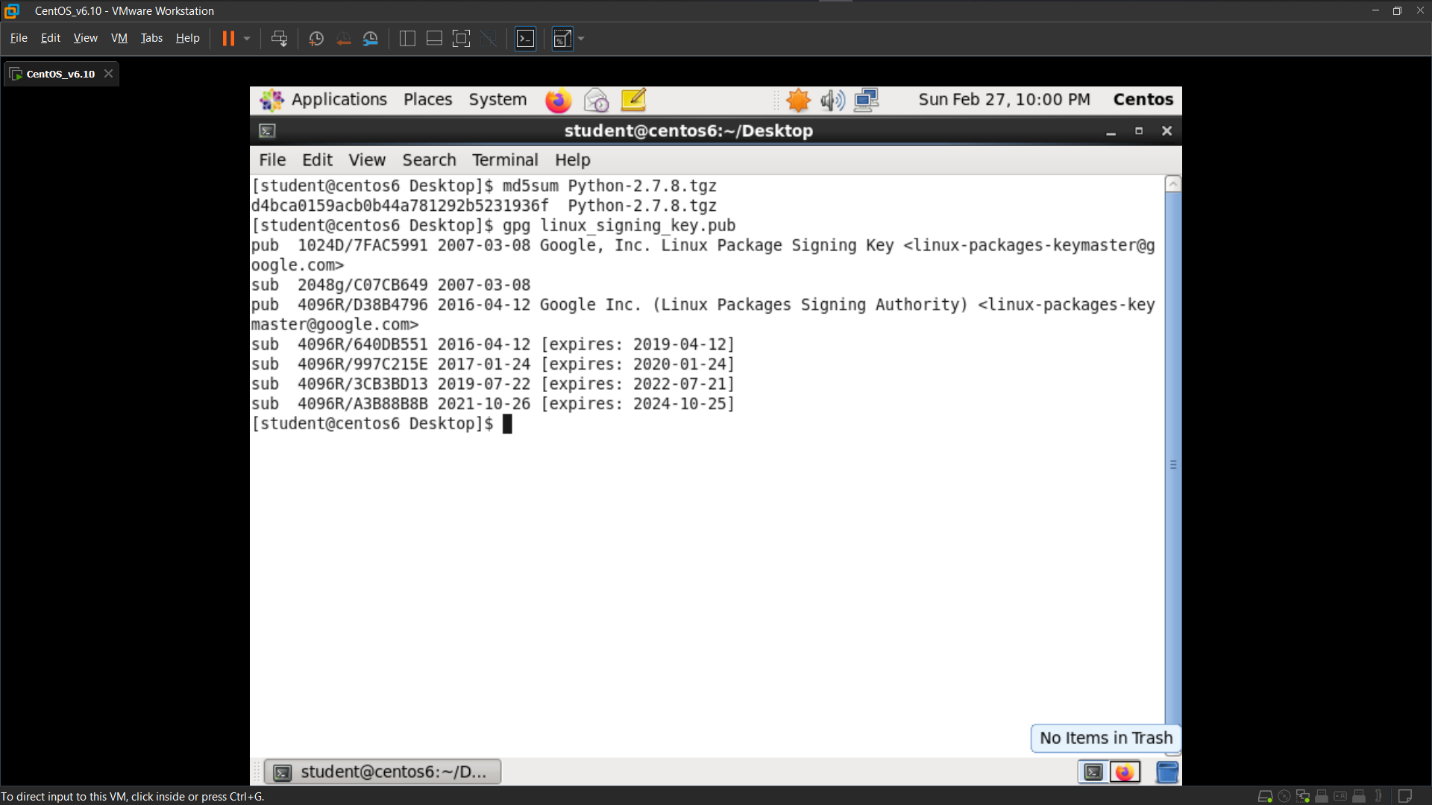 CentOS_v6.10 - VMware Workstation
File Edit View VM Tabs Help
CentOS_v6.10
Applications Places System Sun Feb 27, 10:00 PM CentOS
student@centos6:~/Desktop
File Edit View Search Terminal Help
[student@centos6 Desktop]$ md5sum Python-2.7.8.tgz
d4bca0159acb0b44a781292b5231936f  Python-2.7.8.tgz
[student@centos6 Desktop]$ gpg linux_signing_key.pub
pub  1024D/7FAC5991 2007-03-08 Google, Inc. Linux Package Signing Key <linux-packages-keymaster@g
oogle.com>
sub  2048g/C07CB649 2007-03-08
pub  4096R/D38B4796 2016-04-12 Google Inc. (Linux Packages Signing Authority) <linux-packages-key
master@google.com>
sub  4096R/640DB551 2016-04-12 [expires: 2019-04-12]
sub  4096R/997C215E 2017-01-24 [expires: 2020-01-24]
sub  4096R/3CB3BD13 2019-07-22 [expires: 2022-07-21]
sub  4096R/A3B88B8B 2021-10-26 [expires: 2024-10-25]
[student@centos6 Desktop]$
No Items in Trash
student@centos6:~/D...
To direct input to this VM, click inside or press Ctrl+G.